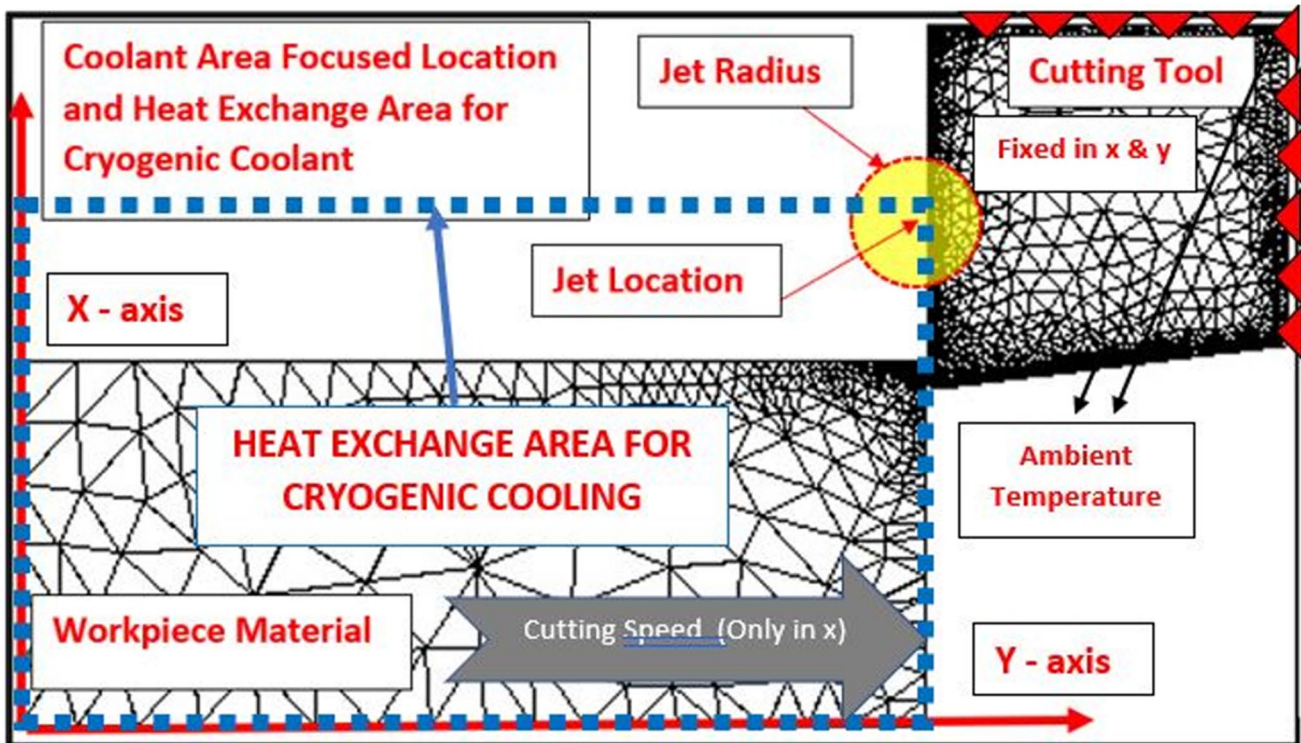 Coolant Area Focused Location
and Heat Exchange Area for
Cryogenic Coolant
Jet Radius
Cutting Tool
Fixed in x & y
Jet Location
X - axis
HEAT EXCHANGE AREA FOR
CRYOGENIC COOLING
Ambient
Temperature
Workpiece Material
Cutting Speed (Only in x)
Y - axis